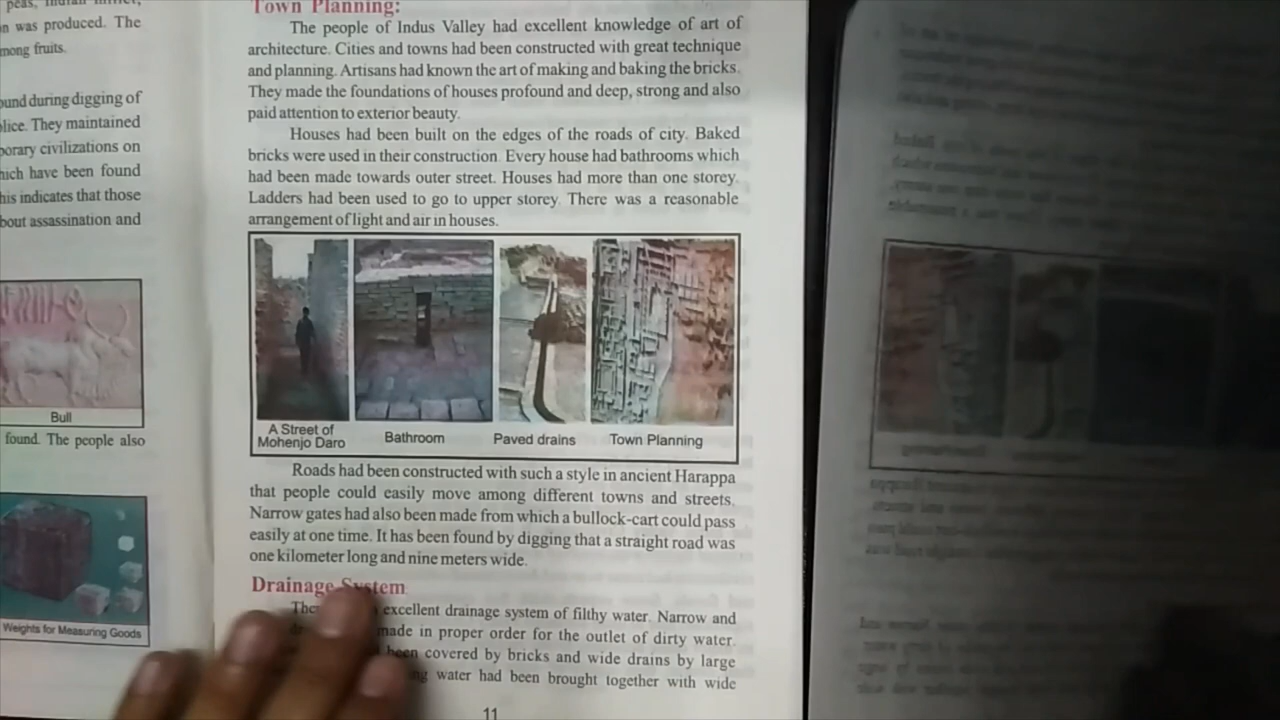 peas, Indian millet,
n was produced. The
mong fruits.
ound during digging of
olice. They maintained
porary civilizations on
hich have been found
his indicates that those
bout assassination and
Bull
found. The people also
Weights for Measuring Goods
Town Planning:
The people of Indus Valley had excellent knowledge of art of
architecture. Cities and towns had been constructed with great technique
and planning. Artisans had known the art of making and baking the bricks.
They made the foundations of houses profound and deep, strong and also
paid attention to exterior beauty.
Houses had been built on the edges of the roads of city. Baked
bricks were used in their construction. Every house had bathrooms which
had been made towards outer street. Houses had more than one storey.
Ladders had been used to go to upper storey. There was a reasonable
arrangement of light and air in houses.
A Street of
Mohenjo Daro
Bathroom
Paved drains
Town Planning
Roads had been constructed with such a style in ancient Harappa
that people could easily move among different towns and streets.
Narrow gates had also been made from which a bullock-cart could pass
easily at one time. It has been found by digging that a straight road was
one kilometer long and nine meters wide.
Drainage System
excellent drainage system of filthy water. Narrow and
made in proper order for the outlet of dirty water.
been covered by bricks and wide drains by large
water had been brought together with wide
11